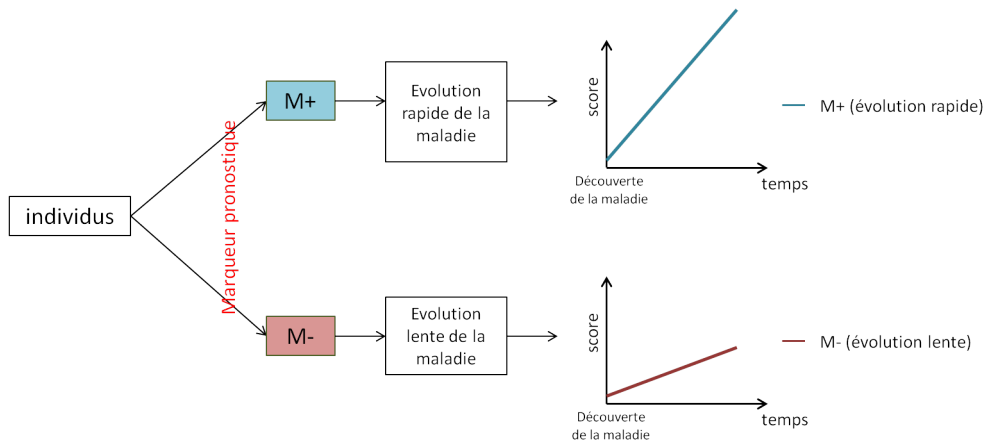 individus
Marqueur pronostique
M+
Evolution
rapide de la
maladie
score
Découverte
de la maladie
temps
M+ (évolution rapide)
M-
Evolution
lente de la
maladie
score
Découverte
de la maladie
temps
M- (évolution lente)